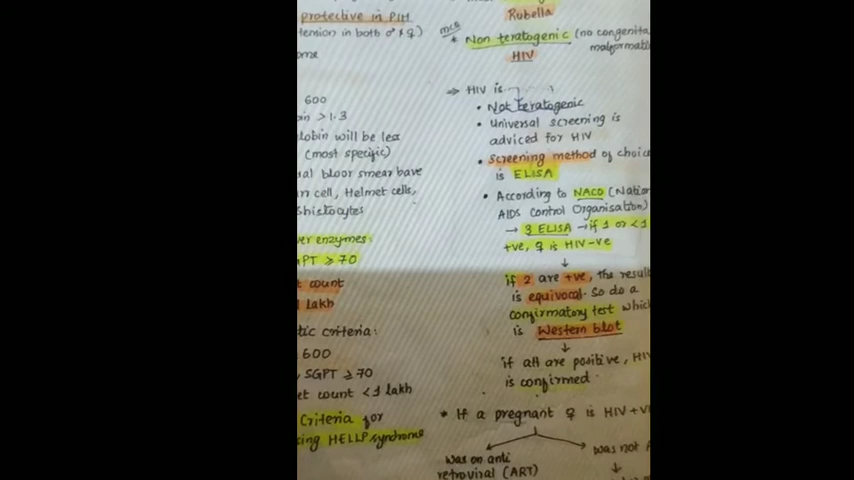 protective in PIH
tension in both ♂ & ♀)
ome
600
in > 1.3
lobin will be less
(most specific)
al bloor smear have
n cell, Helmet cells,
shistocytes
ver enzymes:
PT ≥ 70
t count
lakh
tic criteria:
600
, SGPT ≥ 70
et count < 1 lakh
Criteria for
sing HELLP syndrome
Rubella
mcq
* Non teratogenic (no congenita
malformati
HIV
⇒ HIV is
• Not teratogenic
• Universal screening is
adviced for HIV
• Screening method of choic
is ELISA
• According to NACO (Nation
AIDS Control Organisation)
→ 3 ELISA → if 1 or <1
+ve, ♀ is HIV-ve
↓
if 2 are +ve, the result
is equivocal. So do a
confirmatory test which
is Western blot
↓
if all are positive, HIV
is confirmed
* If a pregnant ♀ is HIV+v
was on anti
retroviral (ART)
was not
↓